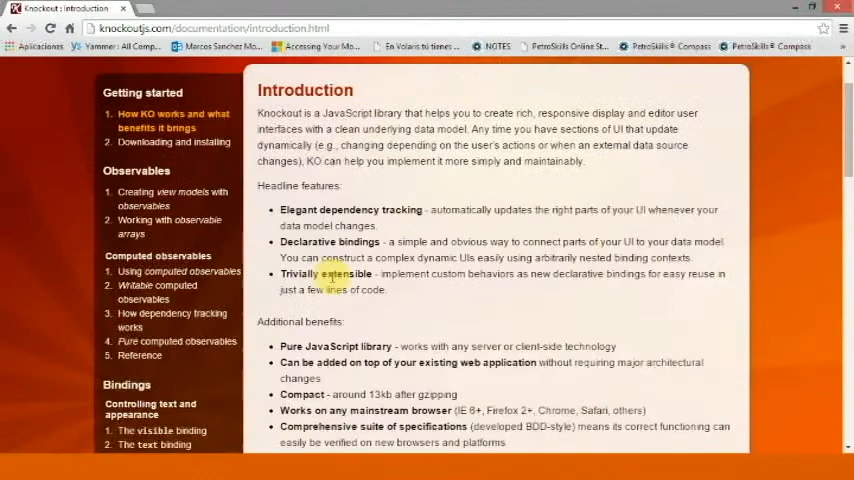 Knockout : Introduction
knockoutjs.com/documentation/introduction.html
Aplicaciones
Yammer : All Comp...
Marcos Sanchez Mo...
Accessing Your Mo...
En Volaris tú tienes ...
NOTES
PetroSkills Online St...
PetroSkills® Compass
PetroSkills® Compass
Getting started
1. How KO works and what
benefits it brings
2. Downloading and installing
Observables
1. Creating view models with
observables
2. Working with observable
arrays
Computed observables
1. Using computed observables
2. Writable computed
observables
3. How dependency tracking
works
4. Pure computed observables
5. Reference
Bindings
Controlling text and
appearance
1. The visible binding
2. The text binding
Introduction
Knockout is a JavaScript library that helps you to create rich, responsive display and editor user
interfaces with a clean underlying data model. Any time you have sections of UI that update
dynamically (e.g., changing depending on the user's actions or when an external data source
changes), KO can help you implement it more simply and maintainably.
Headline features:
• Elegant dependency tracking - automatically updates the right parts of your UI whenever your
data model changes.
• Declarative bindings - a simple and obvious way to connect parts of your UI to your data model.
You can construct a complex dynamic UIs easily using arbitrarily nested binding contexts.
• Trivially extensible - implement custom behaviors as new declarative bindings for easy reuse in
just a few lines of code.
Additional benefits:
• Pure JavaScript library - works with any server or client-side technology
• Can be added on top of your existing web application without requiring major architectural
changes
• Compact - around 13kb after gzipping
• Works on any mainstream browser (IE 6+, Firefox 2+, Chrome, Safari, others)
• Comprehensive suite of specifications (developed BDD-style) means its correct functioning can
easily be verified on new browsers and platforms